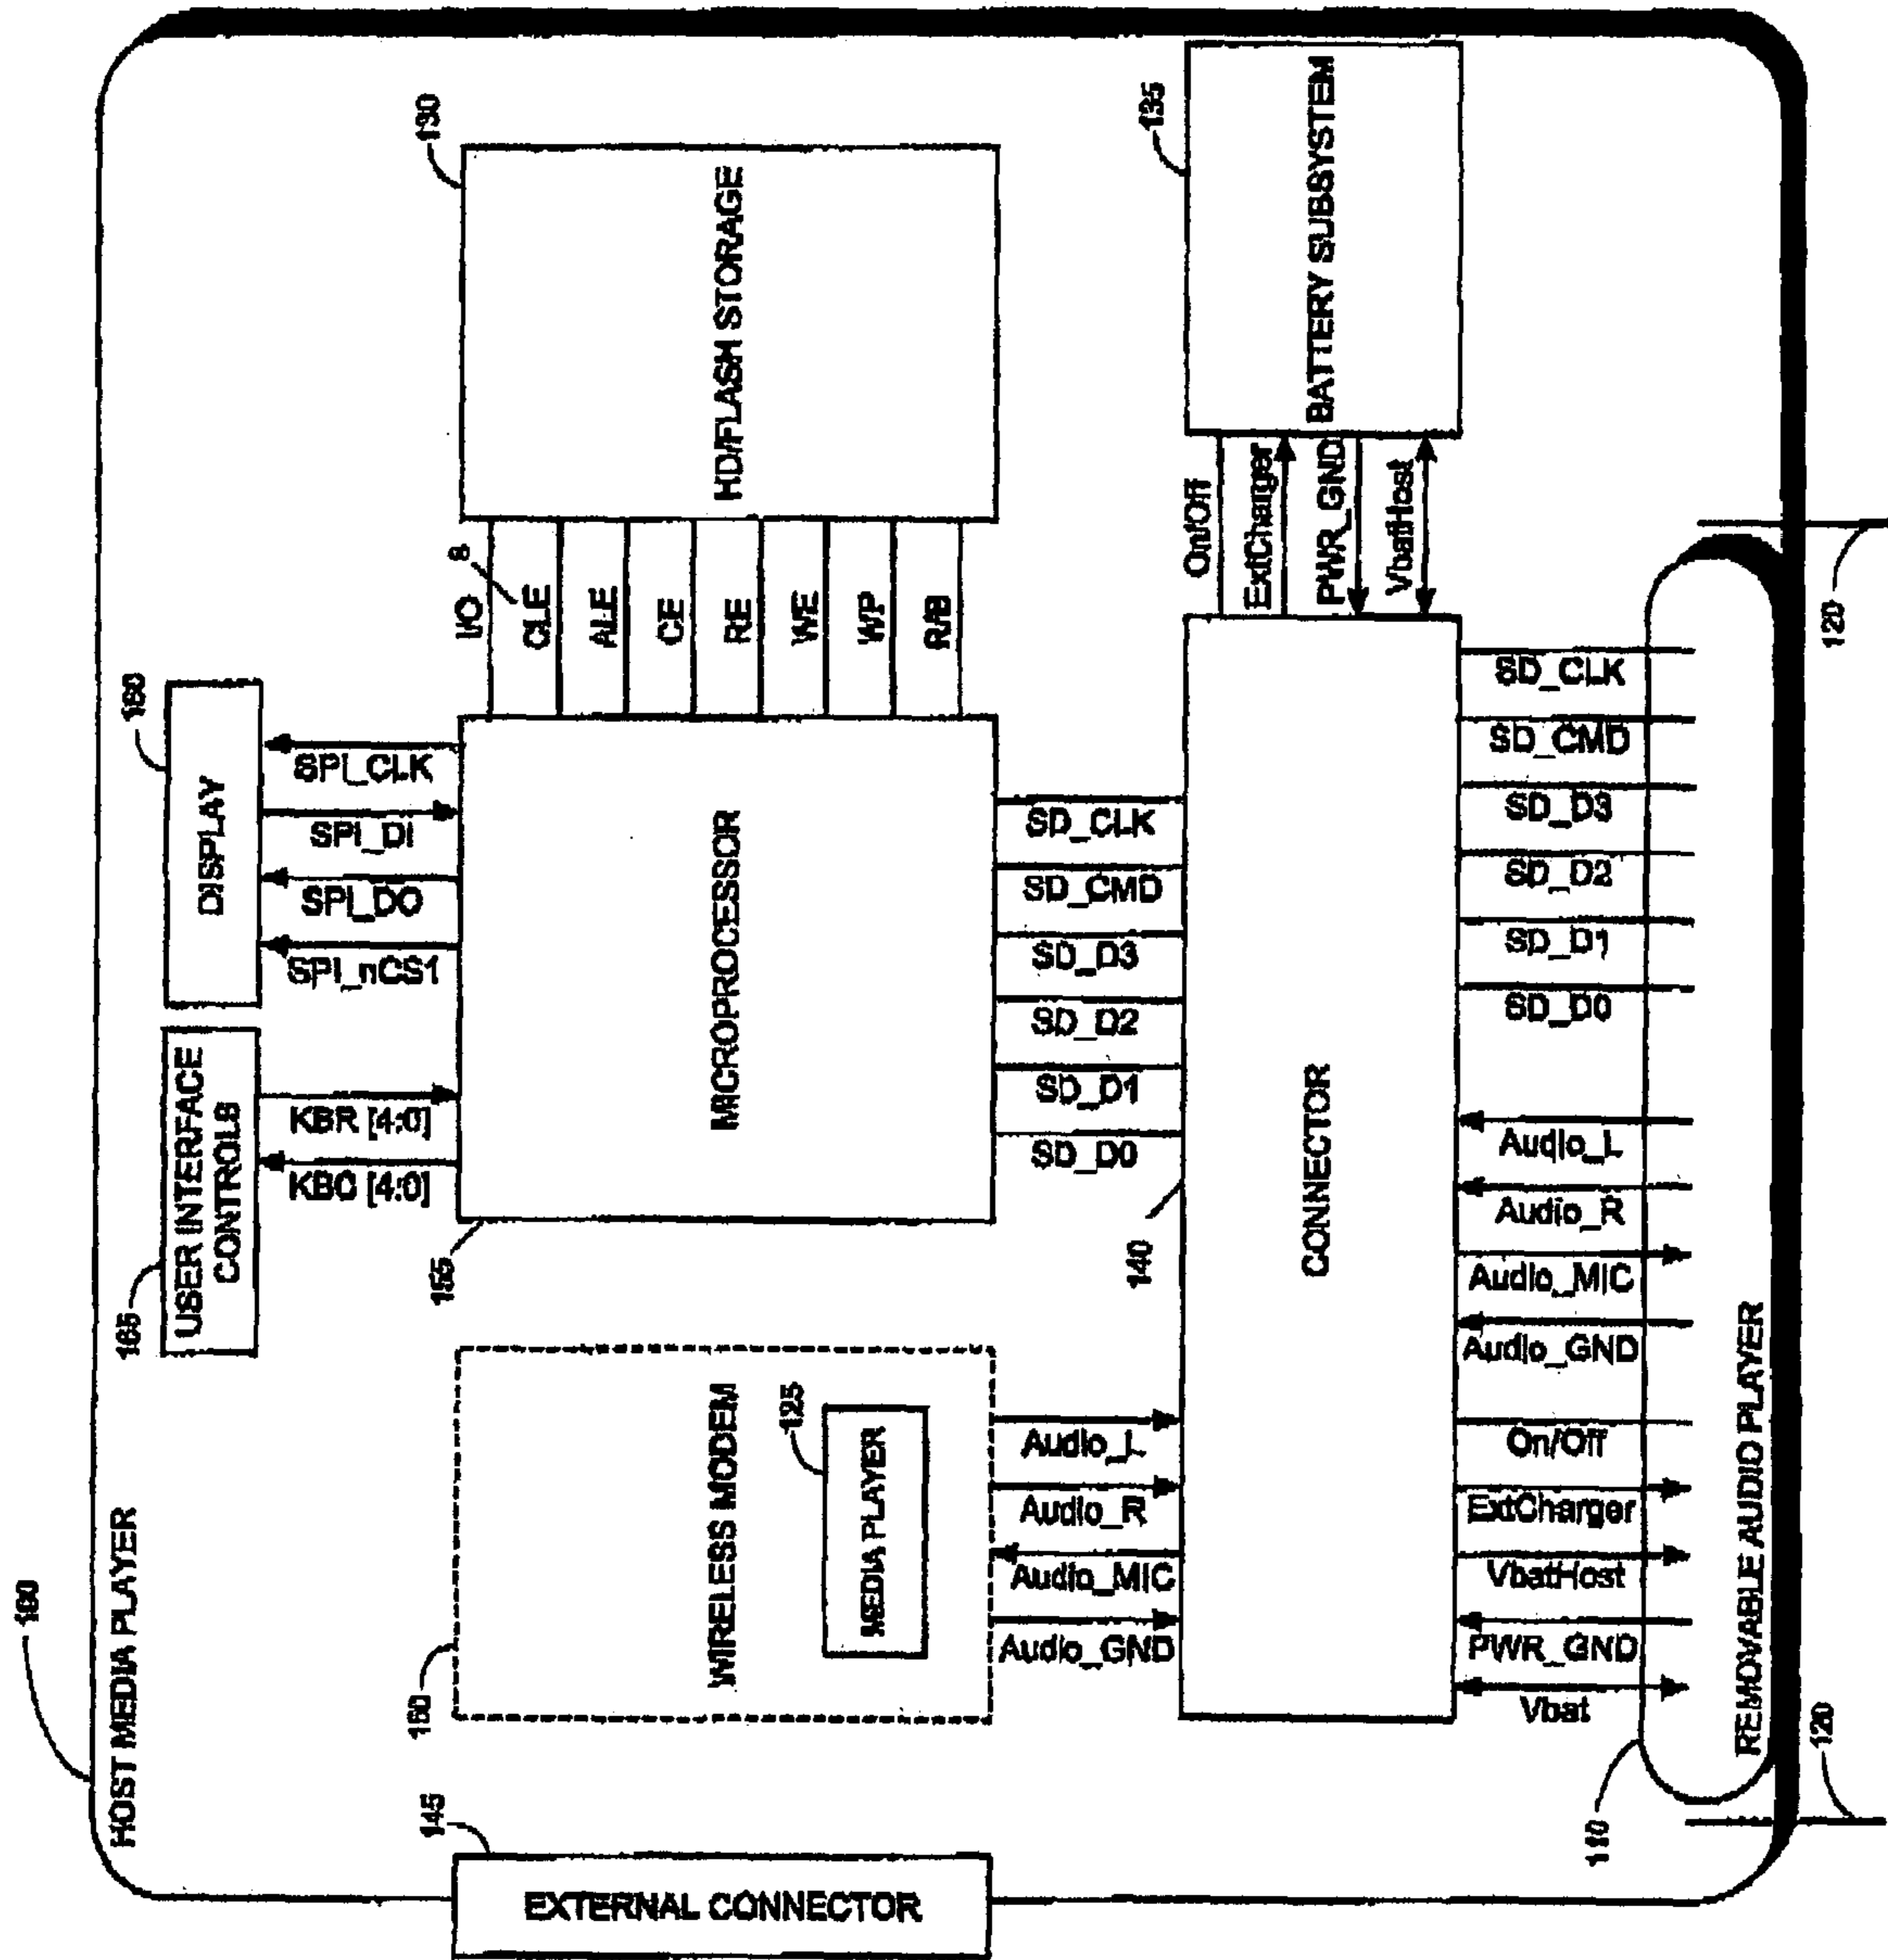 HOST MEDIA PLAYER
100
EXTERNAL CONNECTOR
145
USER INTERFACE
CONTROLS
165
DISPLAY
160
KBC [4:0]
KBR [4:0]
SPI_nCS1
SPI_DO
SPI_DI
SPI_CLK
150
WIRELESS MODEM
MEDIA PLAYER
125
155
MICROPROCESSOR
I/O
8
CLE
ALE
CE
RE
WE
WP
R/B
HD/FLASH STORAGE
130
Audio_GND
Audio_MIC
Audio_R
Audio_L
SD_D0
SD_D1
SD_D2
SD_D3
SD_CMD
SD_CLK
140
CONNECTOR
On/Off
ExtCharger
PWR_GND
VbatHost
BATTERY SUBSYSTEM
135
Vbat
PWR_GND
VbatHost
ExtCharger
On/Off
Audio_GND
Audio_MIC
Audio_R
Audio_L
SD_D0
SD_D1
SD_D2
SD_D3
SD_CMD
SD_CLK
110
REMOVABLE AUDIO PLAYER
120
120